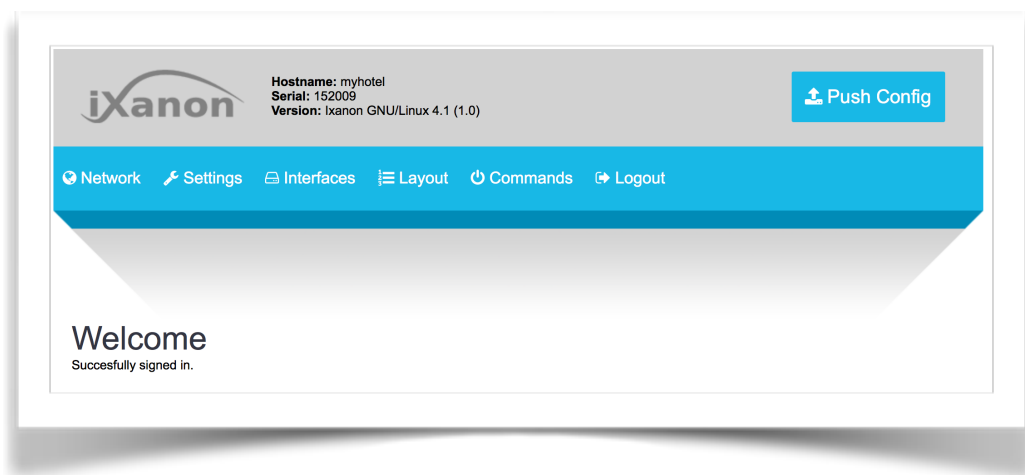 iXanon
Hostname: myhotel
Serial: 152009
Version: Ixanon GNU/Linux 4.1 (1.0)
Push Config
Network Settings Interfaces Layout Commands Logout
Welcome
Succesfully signed in.